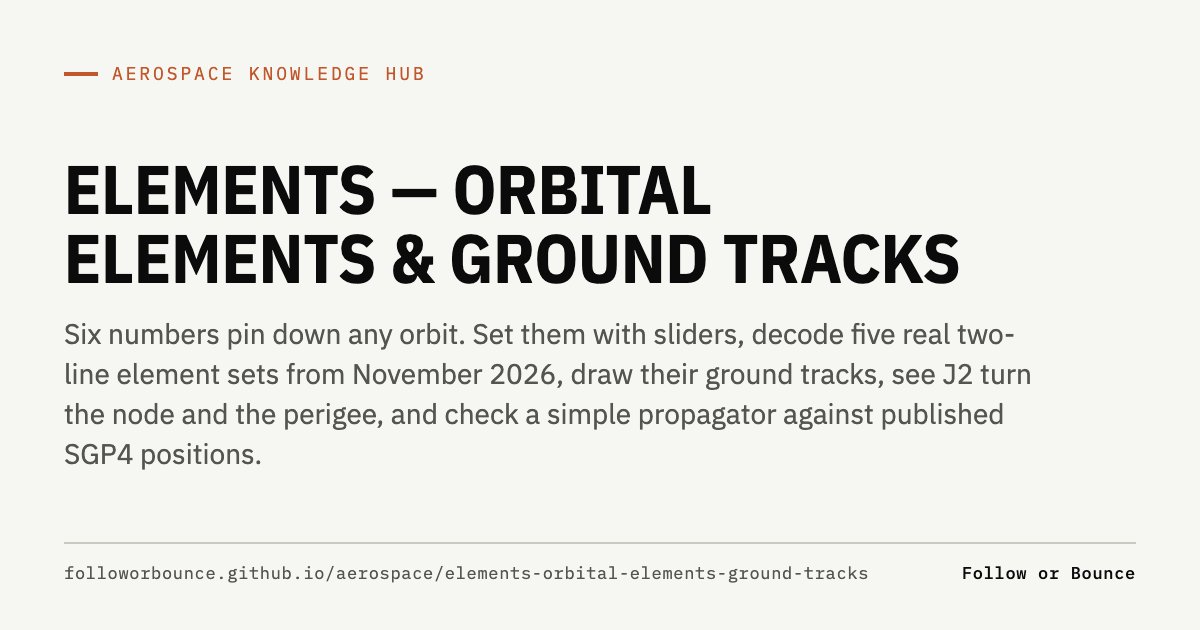 AEROSPACE KNOWLEDGE HUB
ELEMENTS — ORBITAL
ELEMENTS & GROUND TRACKS
Six numbers pin down any orbit. Set them with sliders, decode five real two-
line element sets from November 2026, draw their ground tracks, see J2 turn
the node and the perigee, and check a simple propagator against published
SGP4 positions.
followorbounce.github.io/aerospace/elements-orbital-elements-ground-tracks
Follow or Bounce